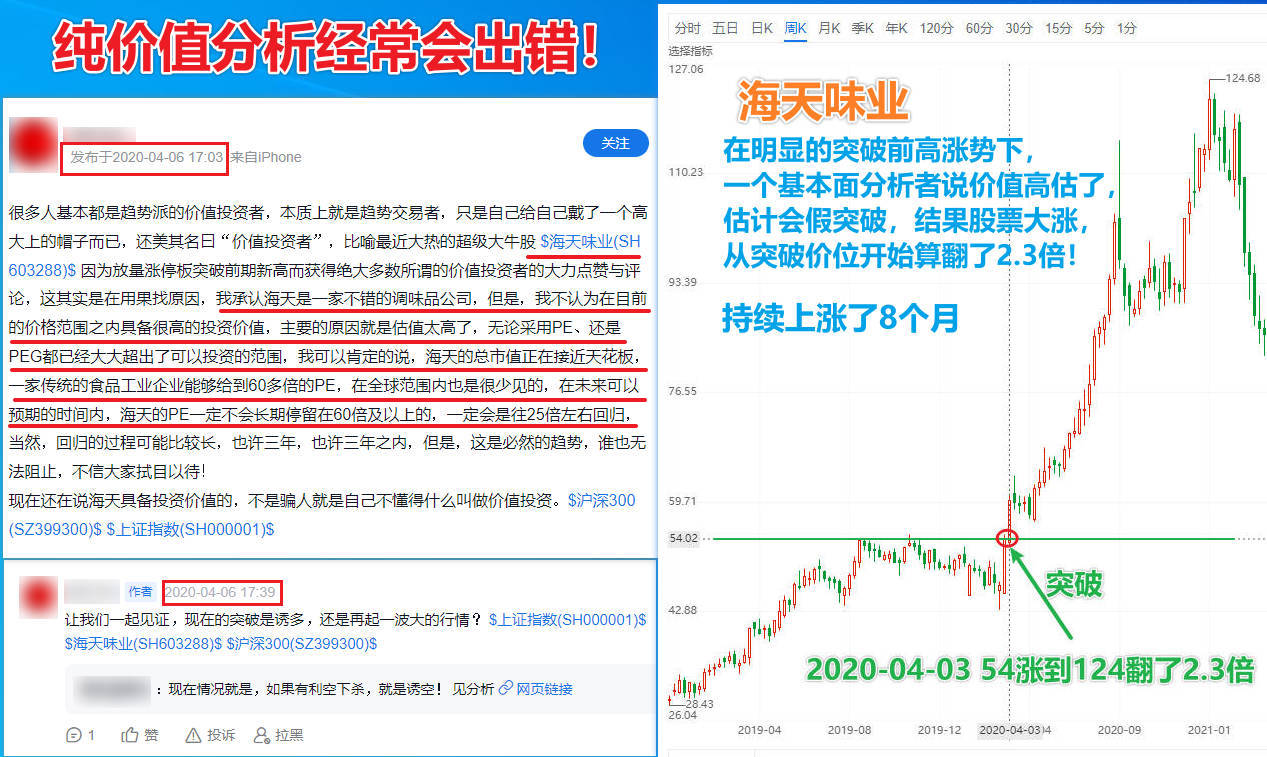 纯价值分析经常会出错！
发布于2020-04-06 17:03 来自iPhone
关注
很多人基本都是趋势派的价值投资者，本质上就是趋势交易者，只是自己给自己戴了一个高
大上的帽子而已，还美其名曰“价值投资者”，比喻最近大热的超级大牛股 $海天味业(SH
603288)$ 因为放量涨停板突破前期新高而获得绝大多数所谓的价值投资者的大力点赞与评
论，这其实是在用果找原因，我承认海天是一家不错的调味品公司，但是，我不认为在目前
的价格范围之内具备很高的投资价值，主要的原因就是估值太高了，无论采用PE、还是
PEG都已经大大超出了可以投资的范围，我可以肯定的说，海天的总市值正在接近天花板，
一家传统的食品工业企业能够给到60多倍的PE，在全球范围内也是很少见的，在未来可以
预期的时间内，海天的PE一定不会长期停留在60倍及以上的，一定会是往25倍左右回归，
当然，回归的过程可能比较长，也许三年，也许三年之内，但是，这是必然的趋势，谁也无
法阻止，不信大家拭目以待！
现在还在说海天具备投资价值的，不是骗人就是自己不懂得什么叫做价值投资。$沪深300
(SZ399300)$ $上证指数(SH000001)$
作者 2020-04-06 17:39
让我们一起见证，现在的突破是诱多，还是再起一波大的行情？ $上证指数(SH000001)$
$海天味业(SH603288)$ $沪深300(SZ399300)$
：现在情况就是，如果有利空下杀，就是诱空！ 见分析 网页链接
1 赞 投诉 拉黑
分时 五日 日K 周K 月K 季K 年K 120分 60分 30分 15分 5分 1分
选择指标
127.06
124.68
海天味业
在明显的突破前高涨势下，
一个基本面分析者说价值高估了，
估计会假突破，结果股票大涨，
从突破价位开始算翻了2.3倍！
持续上涨了8个月
110.23
93.39
76.55
59.71
54.02
42.88
28.43
26.04
突破
2020-04-03 54涨到124翻了2.3倍
2019-04 2019-08 2019-12 2020-04-03 4 2020-09 2021-01